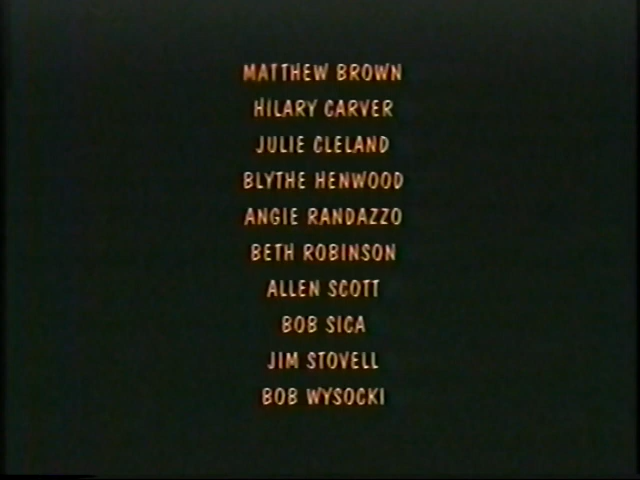 MATTHEW BROWN
HILARY CARVER
JULIE CLELAND
BLYTHE HENWOOD
ANGIE RANDAZZO
BETH ROBINSON
ALLEN SCOTT
BOB SICA
JIM STOVELL
BOB WYSOCKI